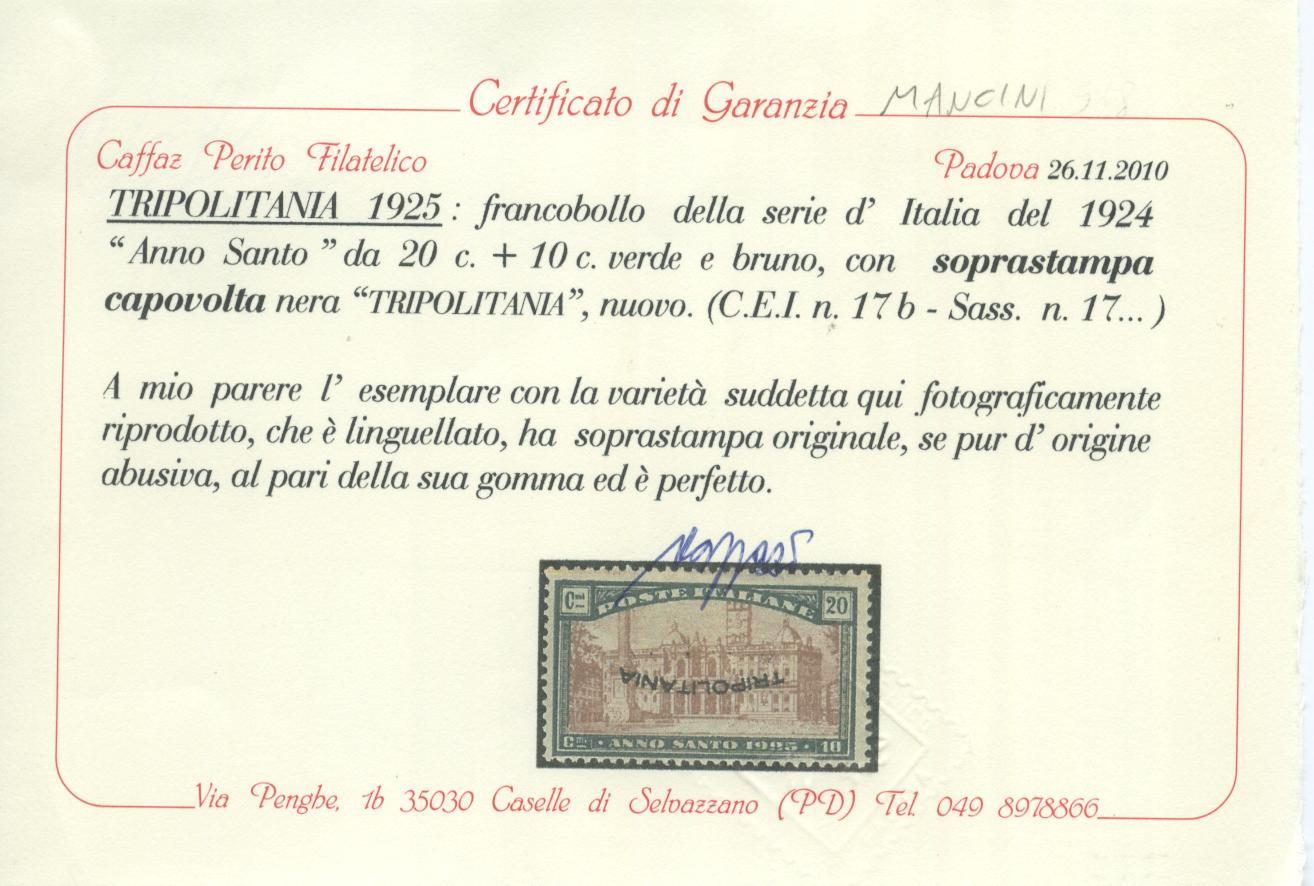 Certificato di Garanzia MANCINI
Caffaz Perito Filatelico
Padova 26.11.2010
TRIPOLITANIA 1925 : francobollo della serie d' Italia del 1924
“Anno Santo ” da 20 c. + 10 c. verde e bruno, con soprastampa
capovolta nera “TRIPOLITANIA”, nuovo. (C.E.I. n. 17 b - Sass. n. 17... )
A mio parere l' esemplare con la varietà suddetta qui fotograficamente
riprodotto, che è linguellato, ha soprastampa originale, se pur d' origine
abusiva, al pari della sua gomma ed è perfetto.
Cmi POSTE ITALIANE 20
TRIPOLITANIA
Cmi · ANNO SANTO 1925 · 10
Via Penghe, 1b 35030 Caselle di Selvazzano (PD) Tel. 049 8978866